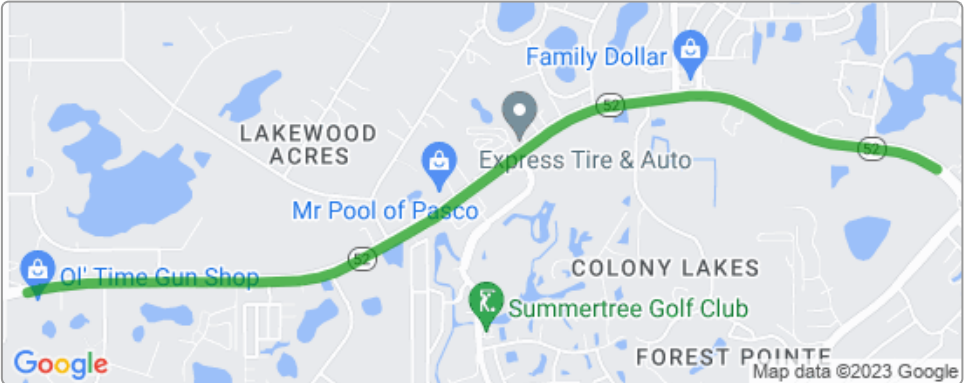 Family Dollar
52
LAKEWOOD
ACRES
52
Express Tire & Auto
Mr Pool of Pasco
52
Ol' Time Gun Shop
COLONY LAKES
Summertree Golf Club
FOREST POINTE
Google
Map data ©2023 Google